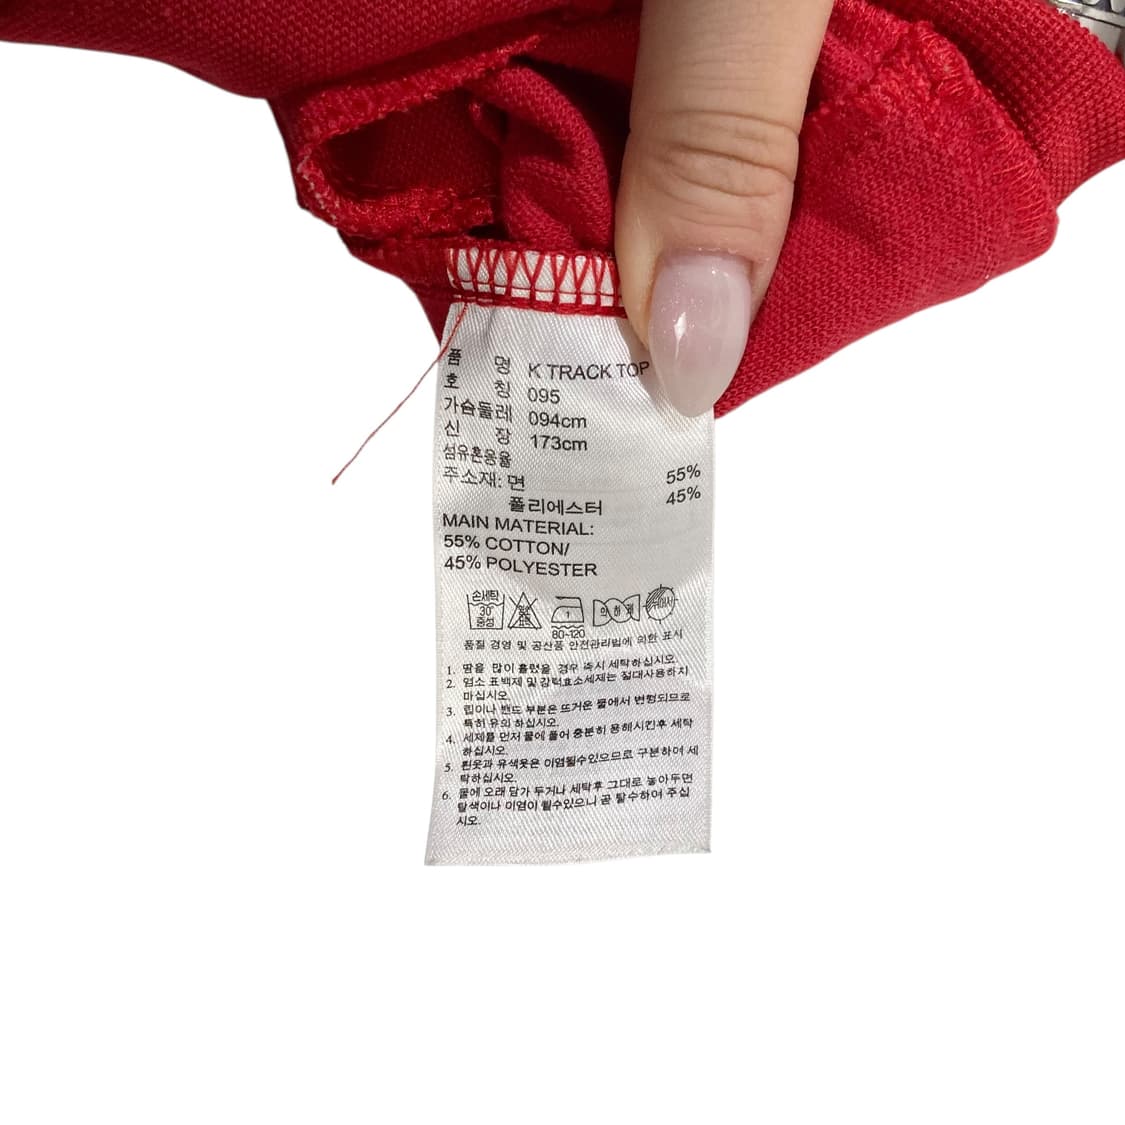 품 명 K TRACK TOP
호 칭 095
가슴둘레 094cm
신 장 173cm
섬유혼용율
주소재: 면 55%
폴리에스터 45%
MAIN MATERIAL:
55% COTTON/
45% POLYESTER
손세탁
30°
중성
1
80-120
품질 경영 및 공산품 안전관리법에 의한 표시
1. 땀을 많이 흘렸을 경우 즉시 세탁하십시오.
2. 염소 표백제 및 강력효소세제는 절대사용하지
마십시오.
3. 립이나 밴드 부분은 뜨거운 물에서 변형되므로
특히 유의 하십시오.
4. 세제를 먼저 물에 풀어 충분히 용해시킨후 세탁
하십시오.
5. 흰옷과 유색옷은 이염될수있으므로 구분하여 세
탁하십시오.
6. 물에 오래 담가 두거나 세탁후 그대로 놓아두면
탈색이나 이염이 될수있으니 곧 탈수하여 주십
시오.